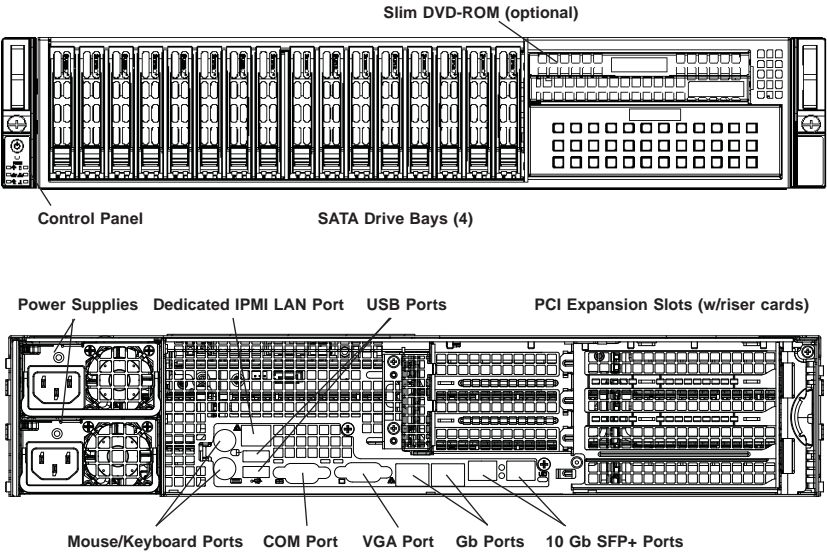 Slim DVD-ROM (optional)
Control Panel
SATA Drive Bays (4)
Power Supplies
Dedicated IPMI LAN Port
USB Ports
PCI Expansion Slots (w/riser cards)
Mouse/Keyboard Ports
COM Port
VGA Port
Gb Ports
10 Gb SFP+ Ports